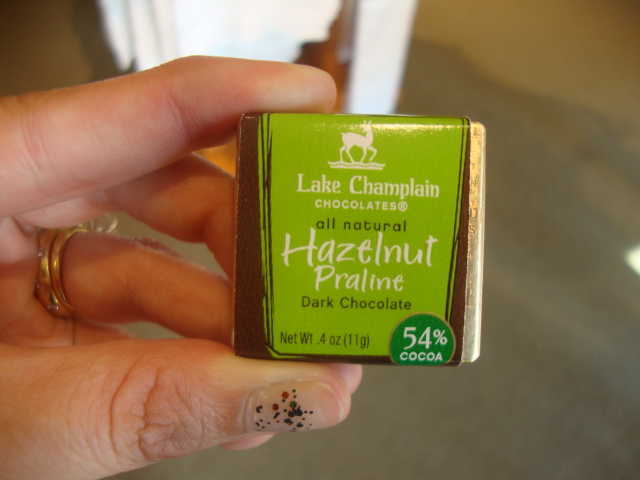 Lake Champlain
CHOCOLATES®
all natural
Hazelnut
Praline
Dark Chocolate
Net Wt .4 oz (11g)
54%
COCOA